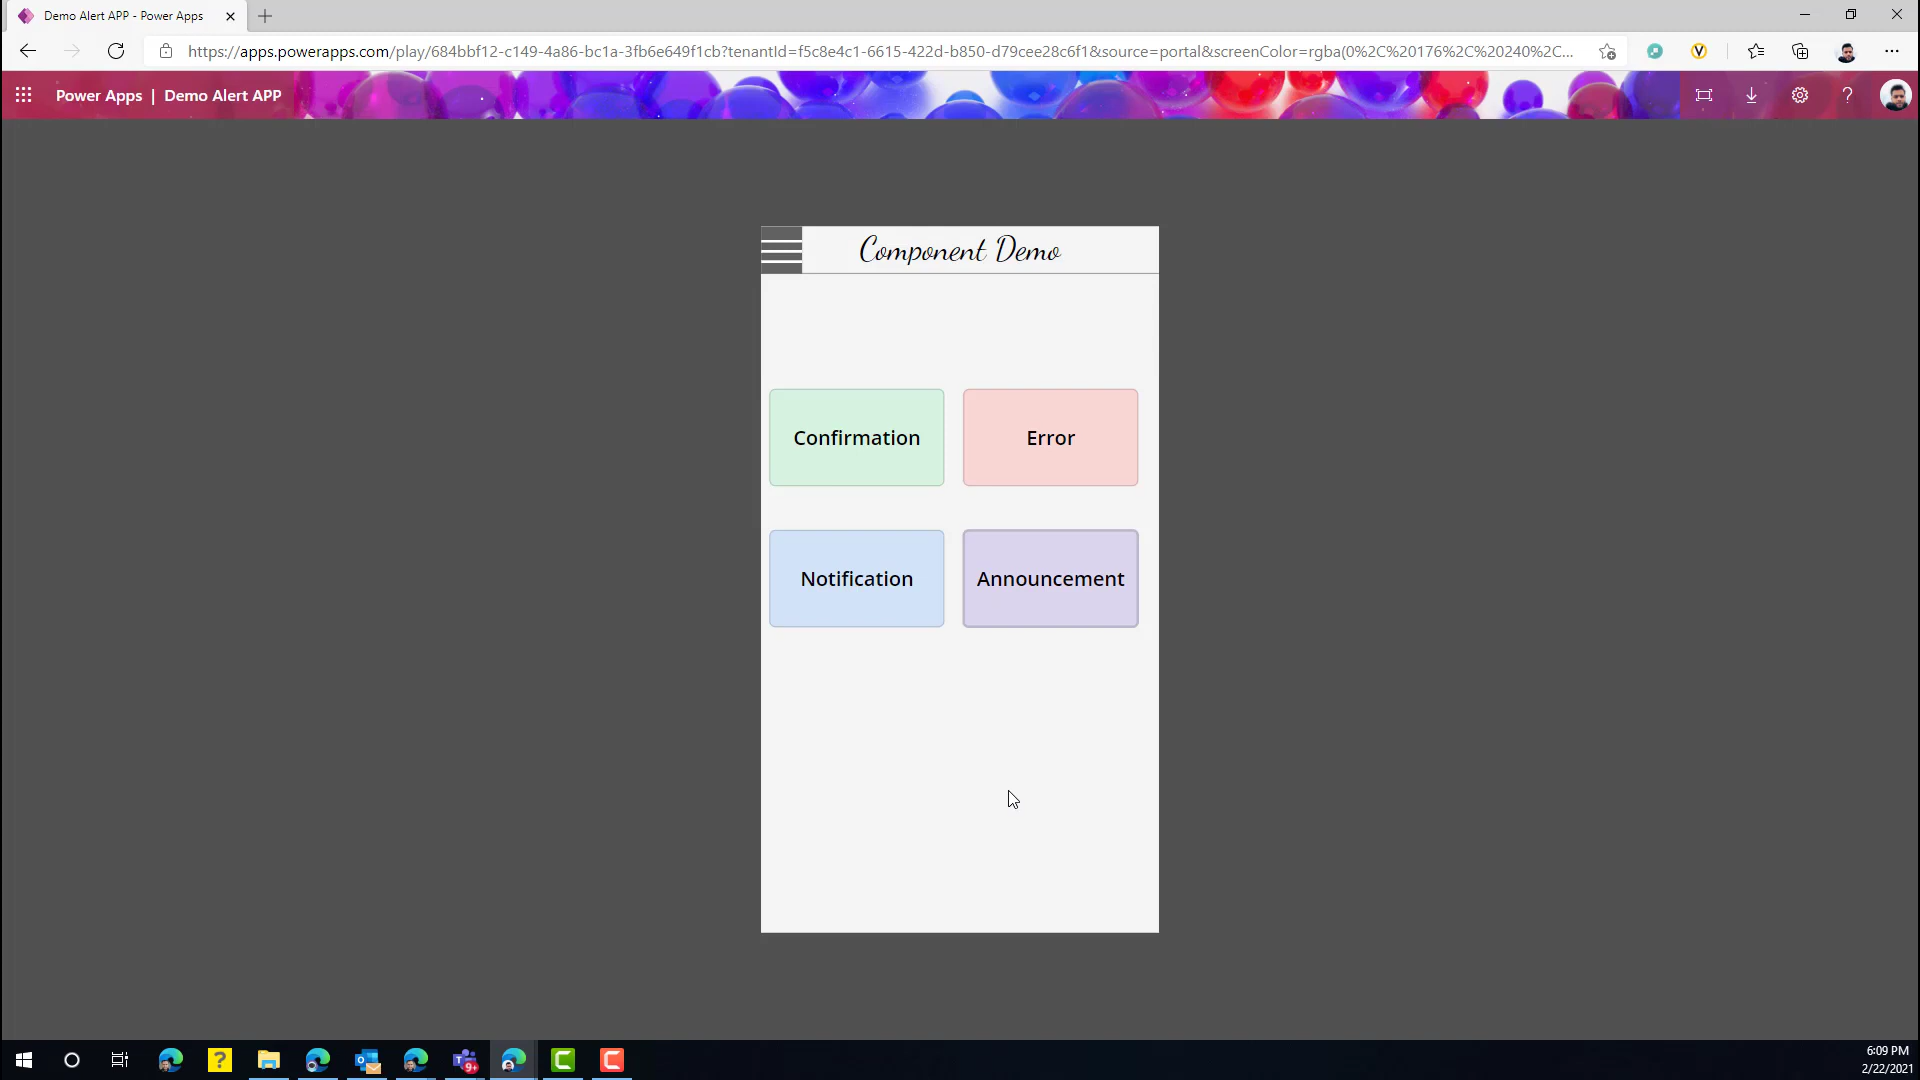 Demo Alert APP - Power Apps
https://apps.powerapps.com/play/684bbf12-c149-4a86-bc1a-3fb6e649f1cb?tenantId=f5c8e4c1-6615-422d-b850-d79cee28c6f1&source=portal&screenColor=rgba(0%2C%20176%2C%20240%2C...
Power Apps | Demo Alert APP
Component Demo
Confirmation
Error
Notification
Announcement
9+
6:09 PM
2/22/2021